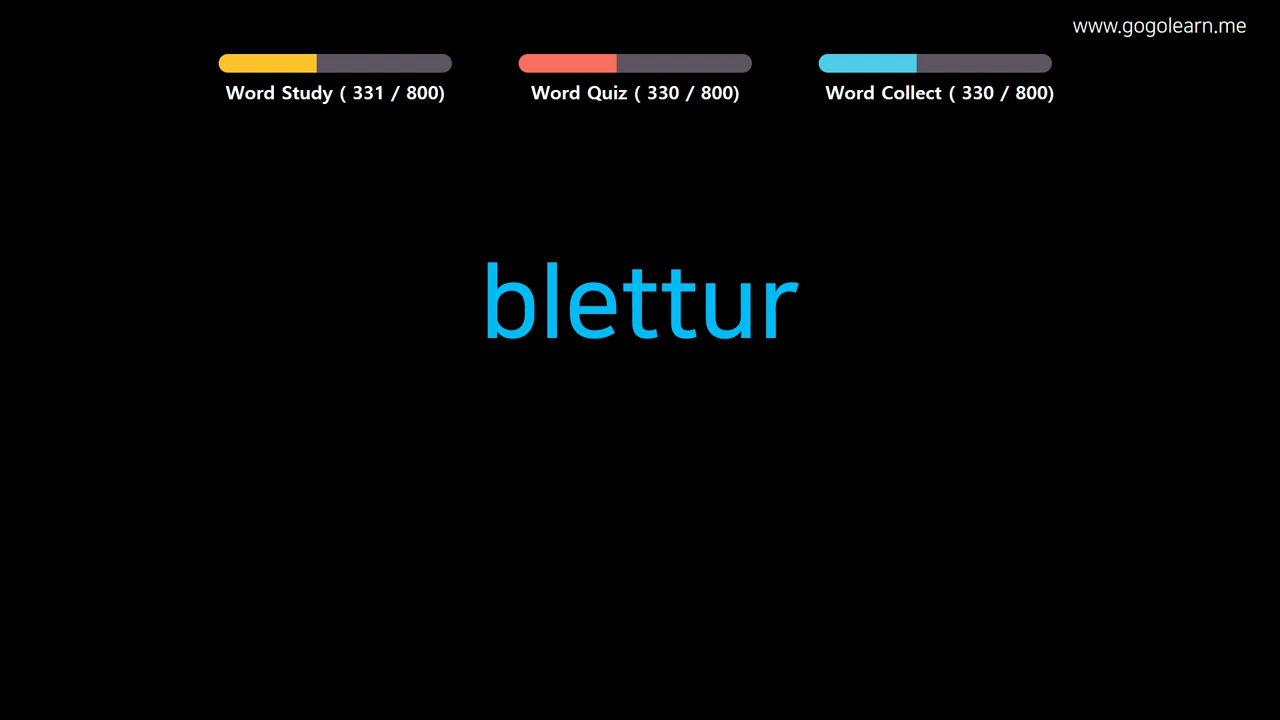 www.gogolearn.me
Word Study ( 331 / 800)
Word Quiz ( 330 / 800)
Word Collect ( 330 / 800)
blettur